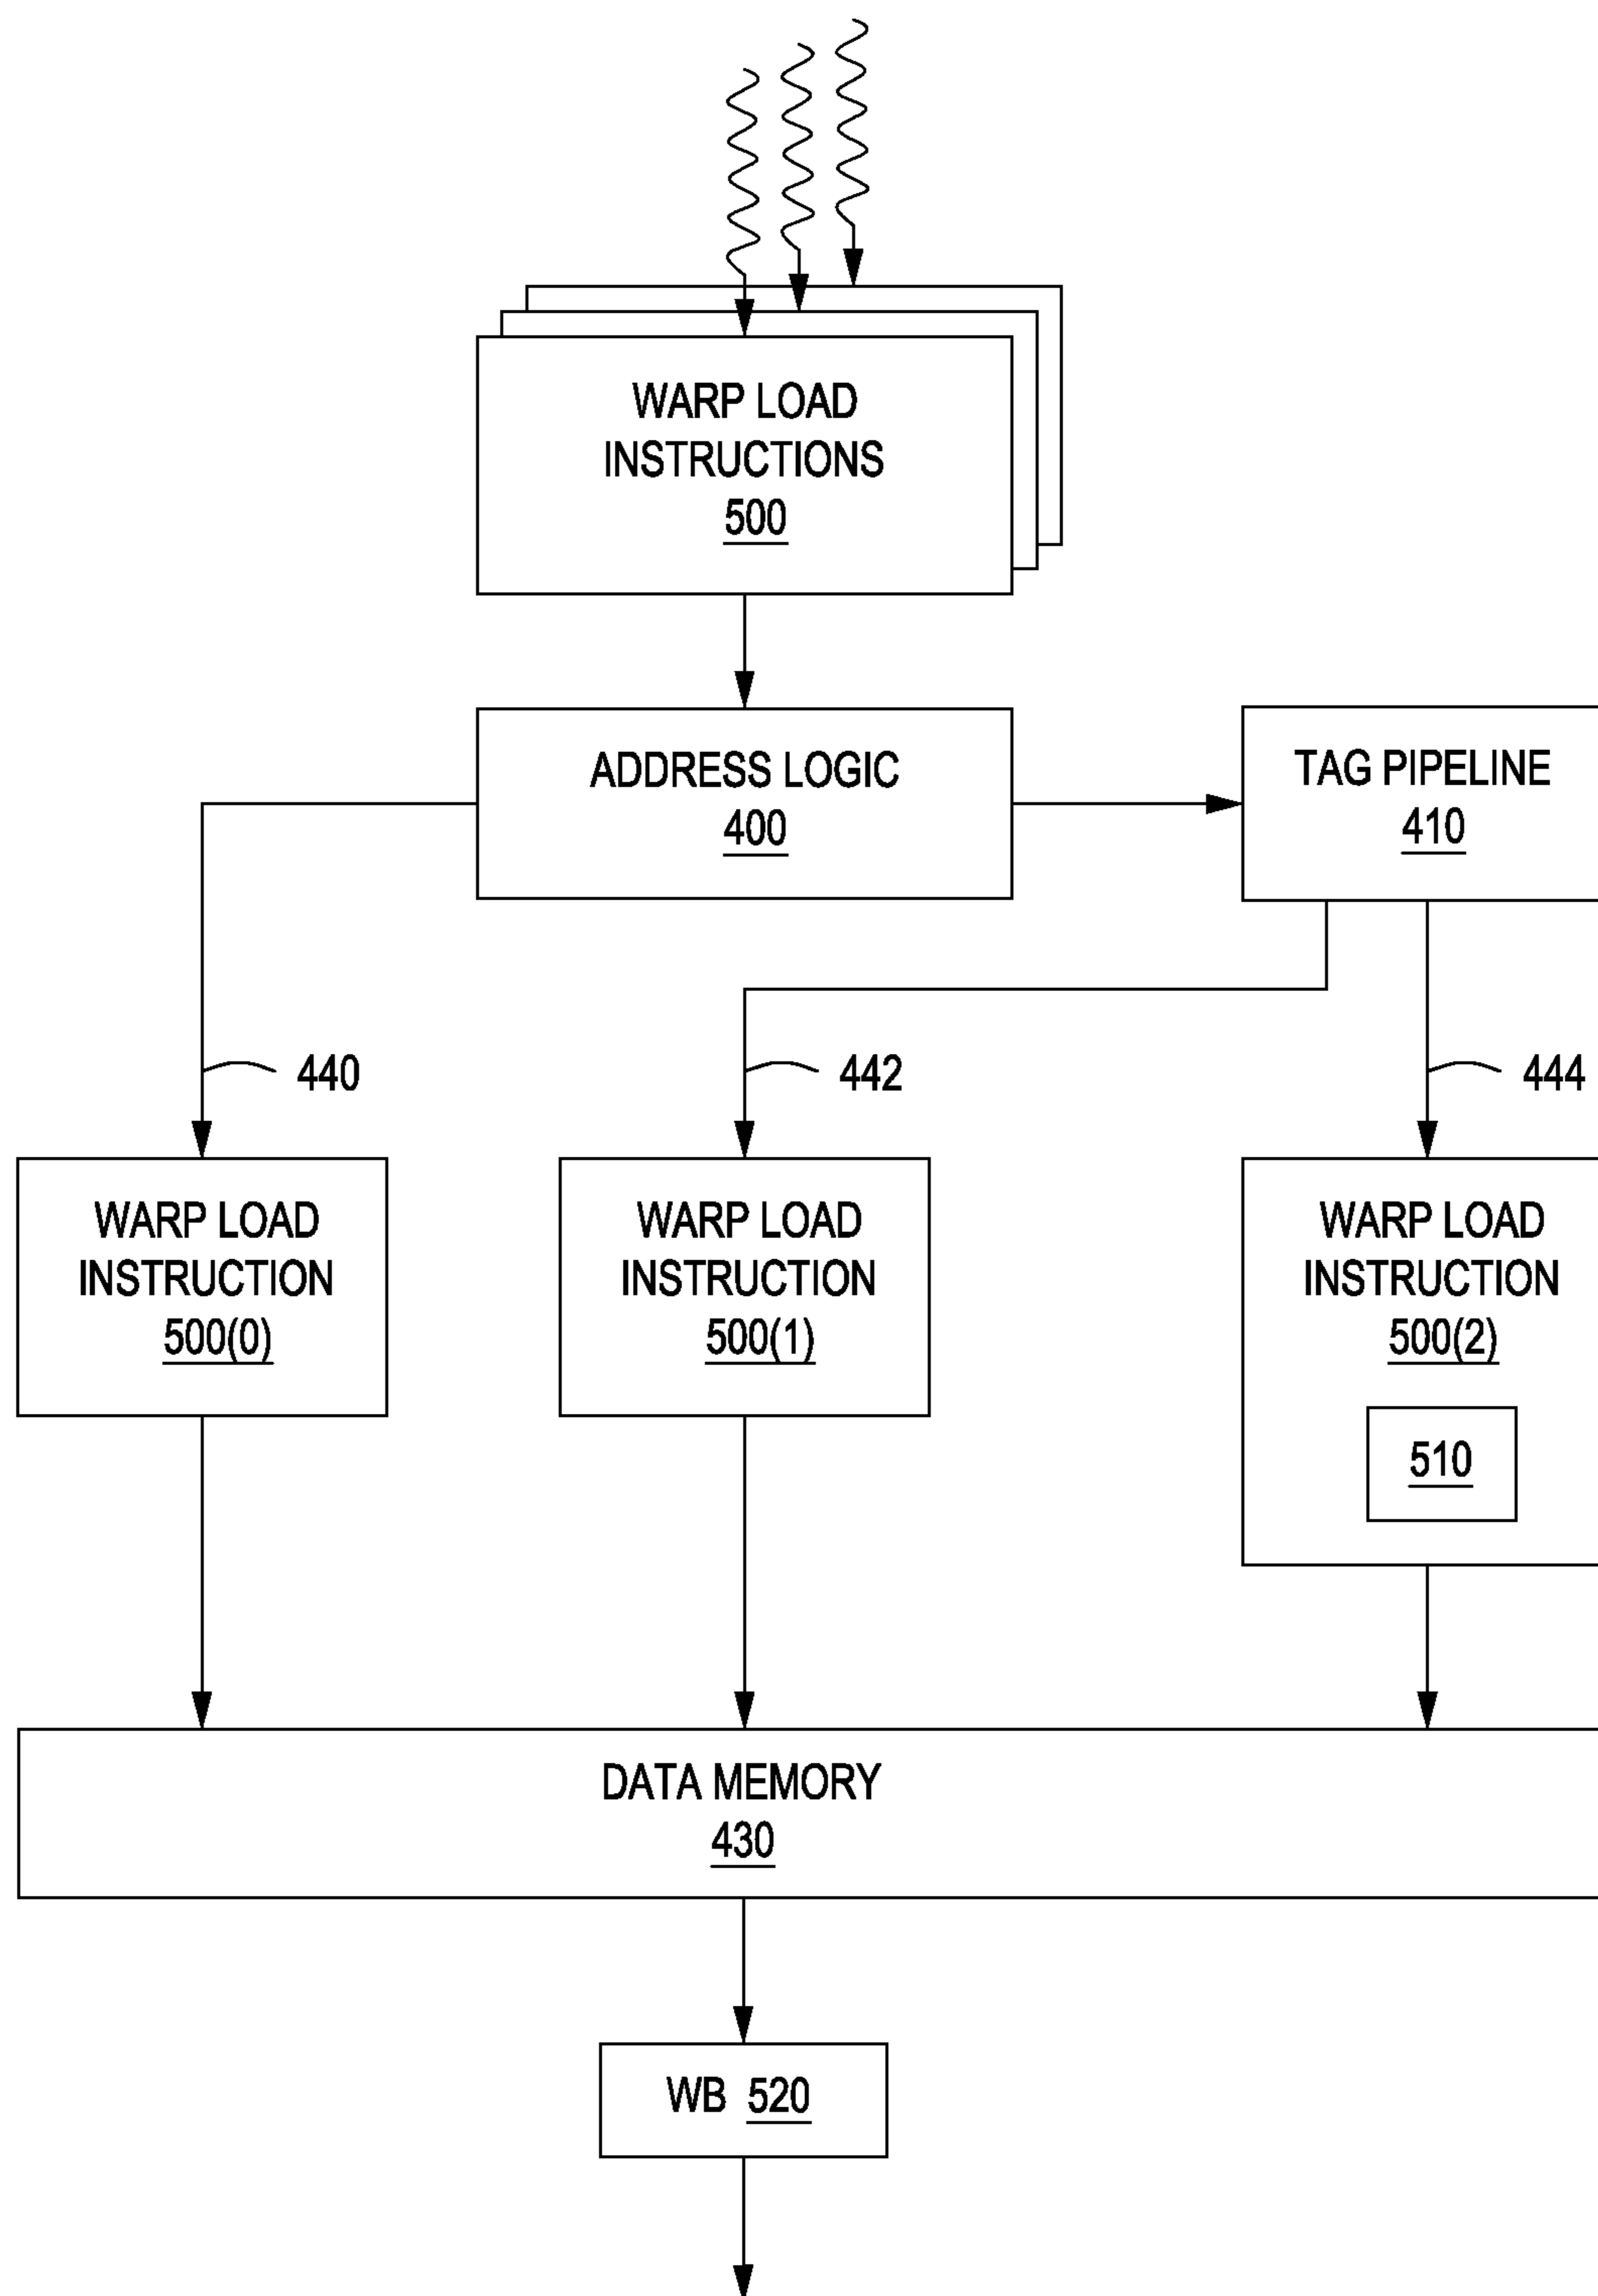 WARP LOAD
INSTRUCTIONS
500
ADDRESS LOGIC
400
TAG PIPELINE
410
440
442
444
WARP LOAD
INSTRUCTION
500(0)
WARP LOAD
INSTRUCTION
500(1)
WARP LOAD
INSTRUCTION
500(2)
510
DATA MEMORY
430
WB 520